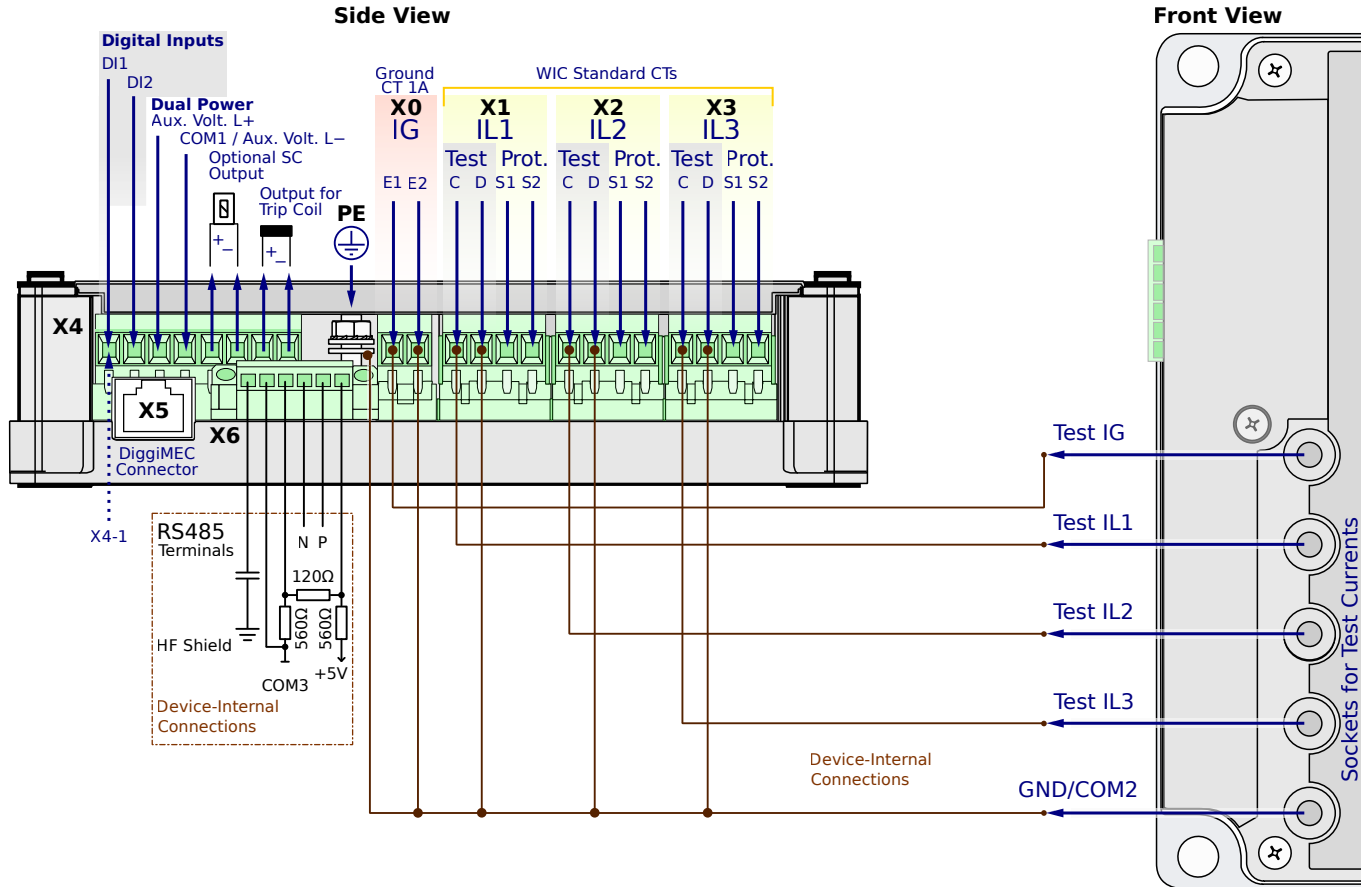 Side View
Front View
Digital Inputs
DI1
DI2
Dual Power
Aux. Volt. L+
COM1 / Aux. Volt. L−
Optional SC
Output
Output for
Trip Coil
+
−
+
−
PE
Ground
CT 1A
X0
IG
E1 E2
WIC Standard CTs
X1
IL1
Test Prot.
C D S1 S2
X2
IL2
Test Prot.
C D S1 S2
X3
IL3
Test Prot.
C D S1 S2
X4
X5
X6
DiggiMEC
Connector
X4-1
RS485
Terminals
N P
120Ω
560Ω
560Ω
HF Shield
COM3
+5V
Device-Internal
Connections
Test IG
Test IL1
Test IL2
Test IL3
GND/COM2
Device-Internal
Connections
Sockets for Test Currents